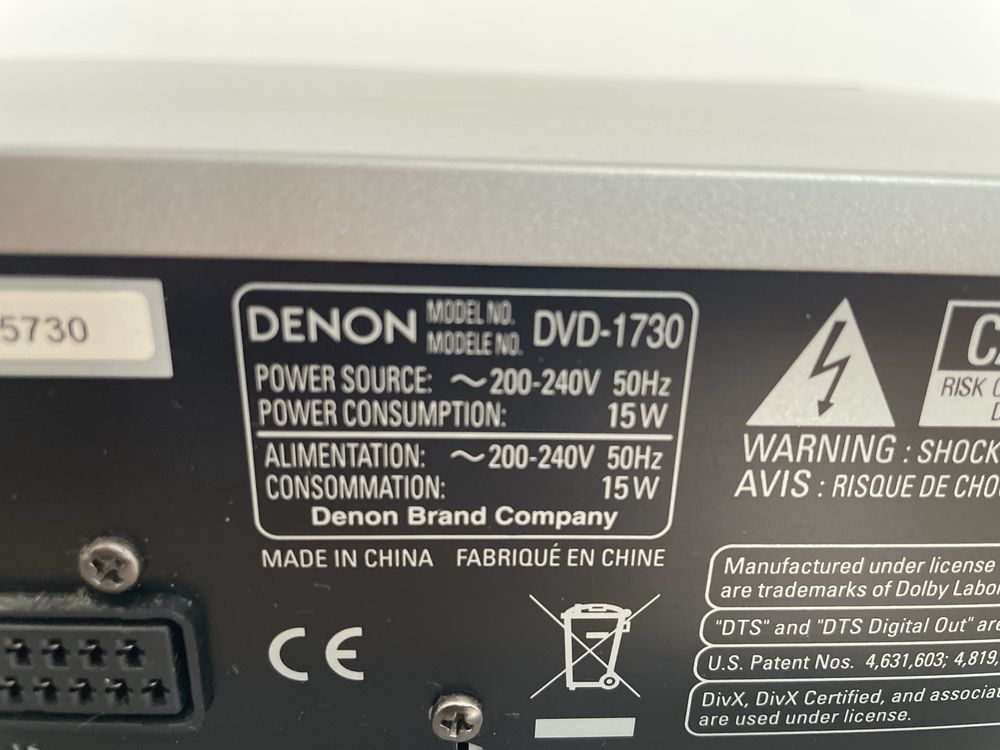 5730
DENON MODEL NO. MODELE NO. DVD-1730
POWER SOURCE: ~200-240V 50Hz
POWER CONSUMPTION: 15W
ALIMENTATION: ~200-240V 50Hz
CONSOMMATION: 15W
Denon Brand Company
MADE IN CHINA FABRIQUÉ EN CHINE
CE
RISK
WARNING : SHOCK
AVIS : RISQUE DE
Manufactured under license
are trademarks of Dolby
"DTS" and "DTS Digital Out" are
U.S. Patent Nos. 4,631,603; 4,819,
DivX, DivX Certified, and
are used under license.